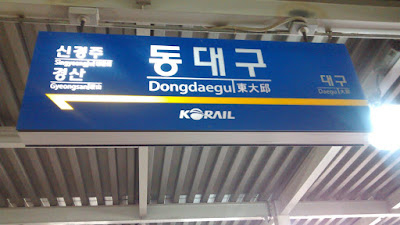 신경주
Singyeongju
경산
Gyeongsan
동대구
Dongdaegu 東大邱
KORAIL
대구
Daegu